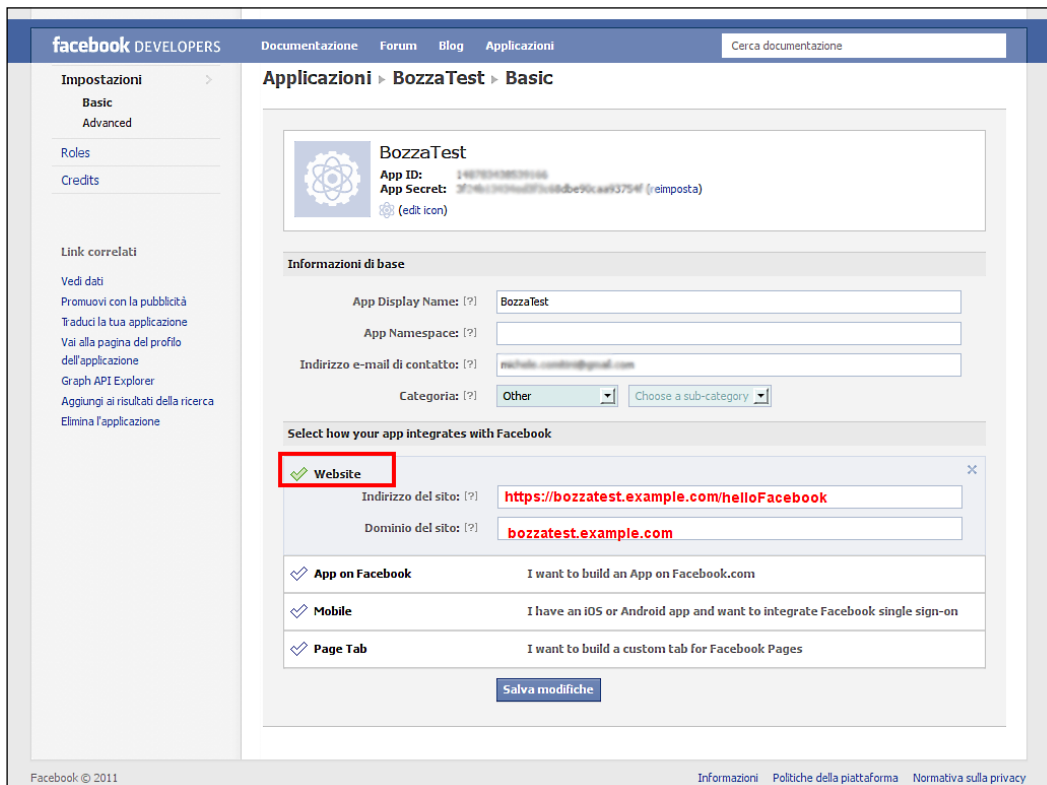 facebook DEVELOPERS
Documentazione Forum Blog Applicazioni
Cerca documentazione
Impostazioni
Basic
Advanced
Roles
Credits
Link correlati
Vedi dati
Promuovi con la pubblicità
Traduci la tua applicazione
Vai alla pagina del profilo
dell'applicazione
Graph API Explorer
Aggiungi ai risultati della ricerca
Elimina l'applicazione
Applicazioni ▸ BozzaTest ▸ Basic
BozzaTest
App ID:
App Secret: (reimposta)
(edit icon)
Informazioni di base
App Display Name: [?] BozzaTest
App Namespace: [?]
Indirizzo e-mail di contatto: [?]
Categoria: [?] Other Choose a sub-category
Select how your app integrates with Facebook
Website
Indirizzo del sito: [?] https://bozzatest.example.com/helloFacebook
Dominio del sito: [?] bozzatest.example.com
App on Facebook I want to build an App on Facebook.com
Mobile I have an iOS or Android app and want to integrate Facebook single sign-on
Page Tab I want to build a custom tab for Facebook Pages
Salva modifiche
Facebook © 2011
Informazioni Politiche della piattaforma Normativa sulla privacy